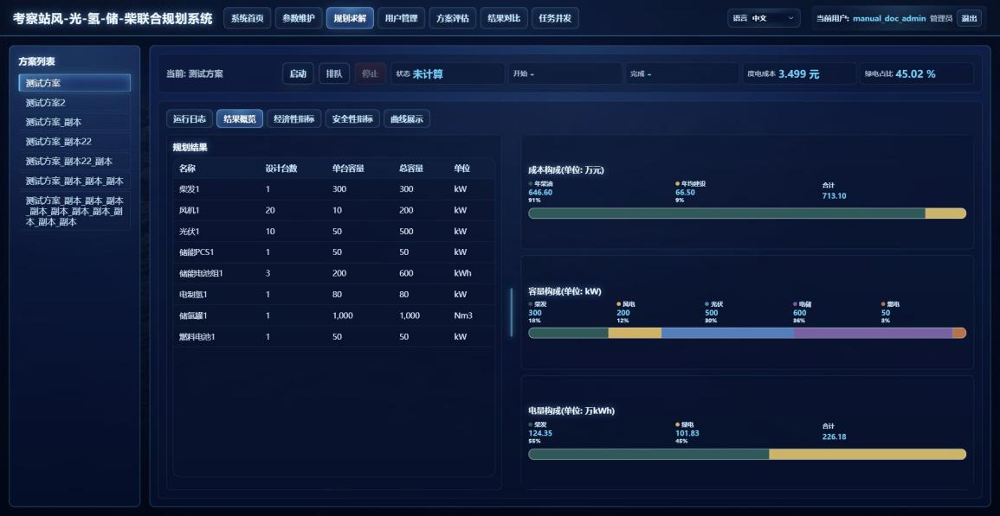 考察站风-光-氢-储-柴联合规划系统 系统首页 参数维护 规划求解 用户管理 方案评估 结果对比 任务并发 语言 中文 当前用户: manual_doc_admin 管理员 退出
方案列表
测试方案
测试方案2
测试方案_副本
测试方案_副本22
测试方案_副本22_副本
测试方案_副本_副本_副本
测试方案_副本_副本_副本
_副本_副本_副本_副本_副
本_副本_副本
当前: 测试方案 启动 排队 停止 状态 未计算 开始 - 完成 - 度电成本 3.499 元 绿电占比 45.02 %
运行日志 结果概览 经济性指标 安全性指标 曲线展示
规划结果
名称 设计台数 单台容量 总容量 单位
柴发1 1 300 300 kW
风机1 20 10 200 kW
光伏1 10 50 500 kW
储能PCS1 1 50 50 kW
储能电池组1 3 200 600 kWh
电制氢1 1 80 80 kW
储氢罐1 1 1,000 1,000 Nm3
燃料电池1 1 50 50 kW
成本构成(单位: 万元)
年柴油 年均建设 合计
646.60 66.50 713.10
91% 9%
容量构成(单位: kW)
柴发 风电 光伏 电储 燃电
300 200 500 600 50
18% 12% 30% 36% 3%
电量构成(单位: 万kWh)
柴发 绿电 合计
124.35 101.83 226.18
55% 45%